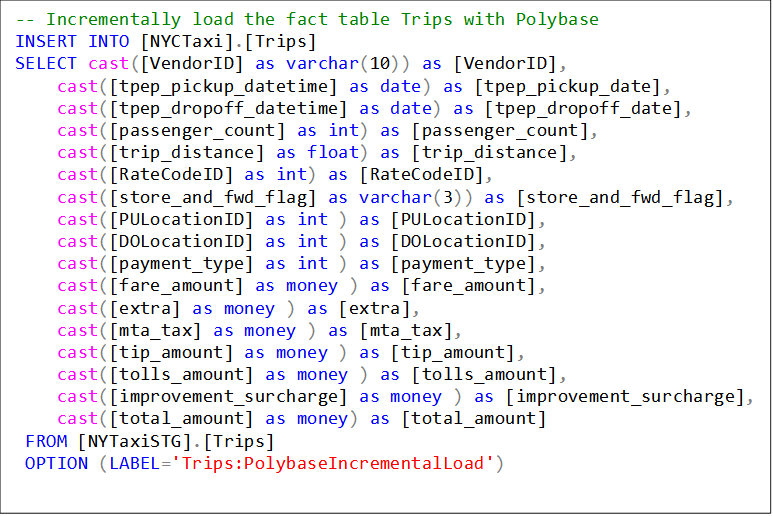 -- Incrementally load the fact table Trips with Polybase
INSERT INTO [NYCTaxi].[Trips]
SELECT cast([VendorID] as varchar(10)) as [VendorID],
cast([tpep_pickup_datetime] as date) as [tpep_pickup_date],
cast([tpep_dropoff_datetime] as date) as [tpep_dropoff_date],
cast([passenger_count] as int) as [passenger_count],
cast([trip_distance] as float) as [trip_distance],
cast([RateCodeID] as int) as [RateCodeID],
cast([store_and_fwd_flag] as varchar(3)) as [store_and_fwd_flag],
cast([PULocationID] as int ) as [PULocationID],
cast([DOLocationID] as int ) as [DOLocationID],
cast([payment_type] as int ) as [payment_type],
cast([fare_amount] as money ) as [fare_amount],
cast([extra] as money ) as [extra],
cast([mta_tax] as money ) as [mta_tax],
cast([tip_amount] as money ) as [tip_amount],
cast([tolls_amount] as money ) as [tolls_amount],
cast([improvement_surcharge] as money ) as [improvement_surcharge],
cast([total_amount] as money) as [total_amount]
FROM [NYTaxiSTG].[Trips]
OPTION (LABEL='Trips:PolybaseIncrementalLoad')